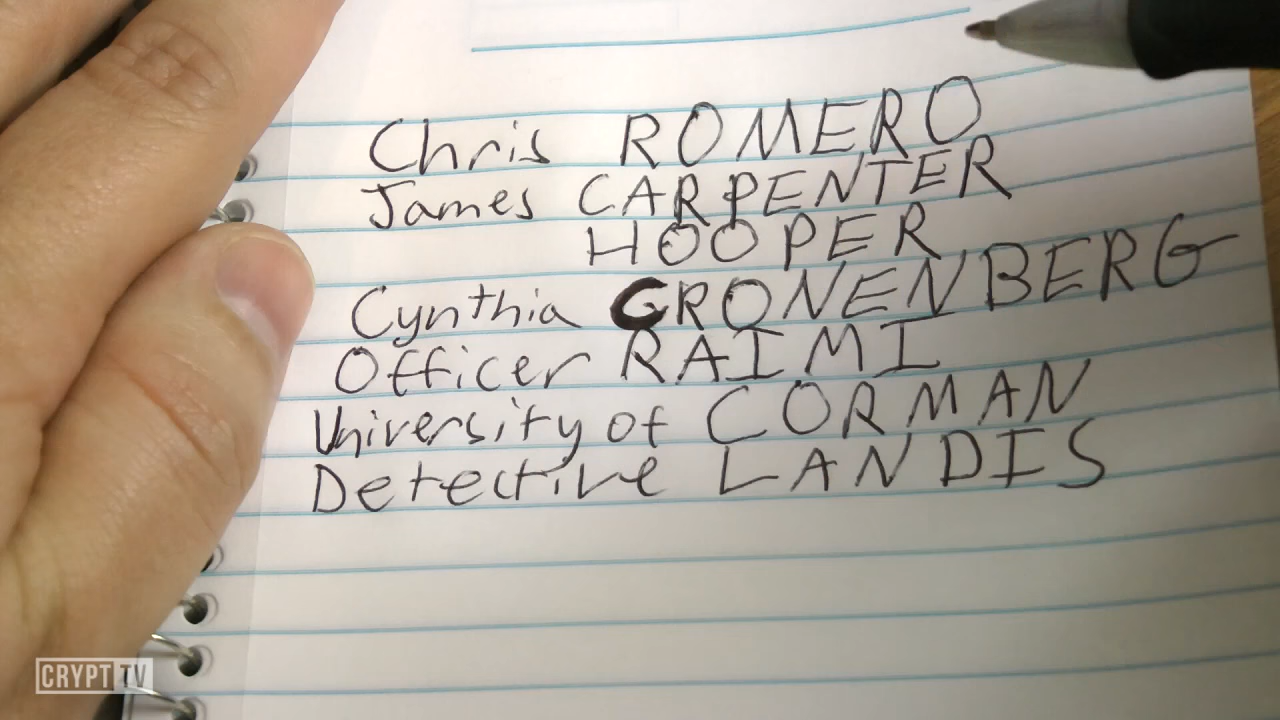 Chris ROMERO
James CARPENTER
HOOPER
Cynthia CRONENBERG
Officer RAIMI
University of CORMAN
Detective LANDIS
CRYPT TV